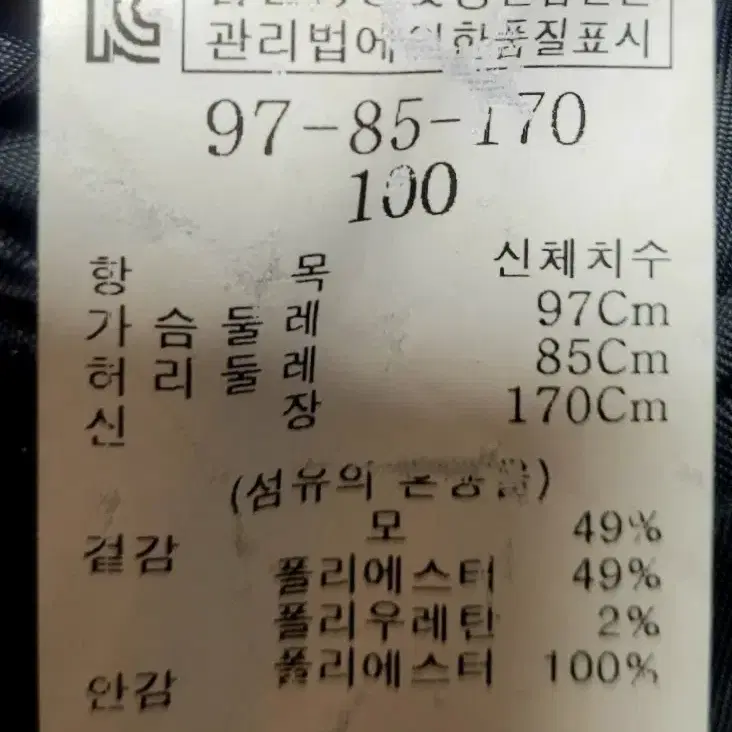 관리법에 의한 품질표시
97-85-170
100
항 목 신체치수
가슴둘레 97Cm
허리둘레 85Cm
신 장 170Cm
(섬유의 혼용률)
겉감 모 49%
폴리에스터 49%
폴리우레탄 2%
안감 폴리에스터 100%